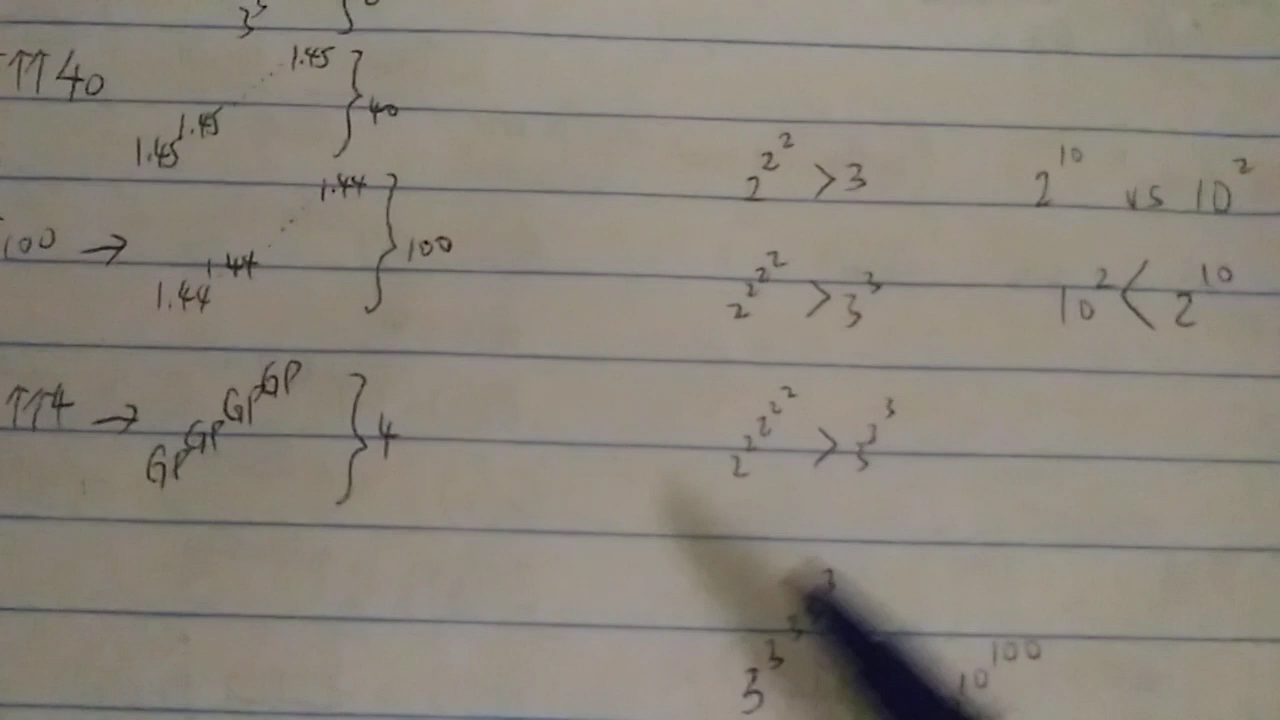 3^3 }
↑↑40 1.45^1.45^⋰^1.45 } 40
2^2^2 > 3 2^10 vs 10^2
100 → 1.44^1.44^⋰^1.44 } 100
2^2^2^2 > 3^3 10^2 < 2^10
↑↑4 → GP^GP^GP^GP } 4
2^2^2^2^2 > 3^3^3
3^3^3 3 10^100